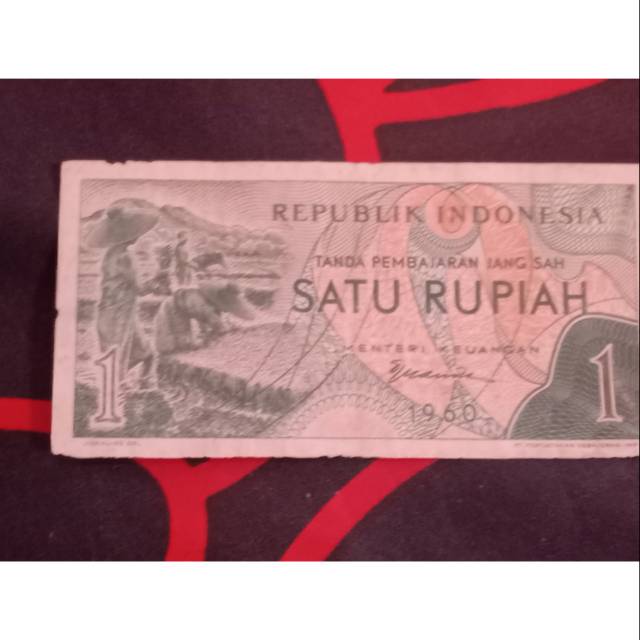 REPUBLIK INDONESIA
TANDA PEMBAJARAN JANG SAH
SATU RUPIAH
MENTERI KEUANGAN
1960
1
1